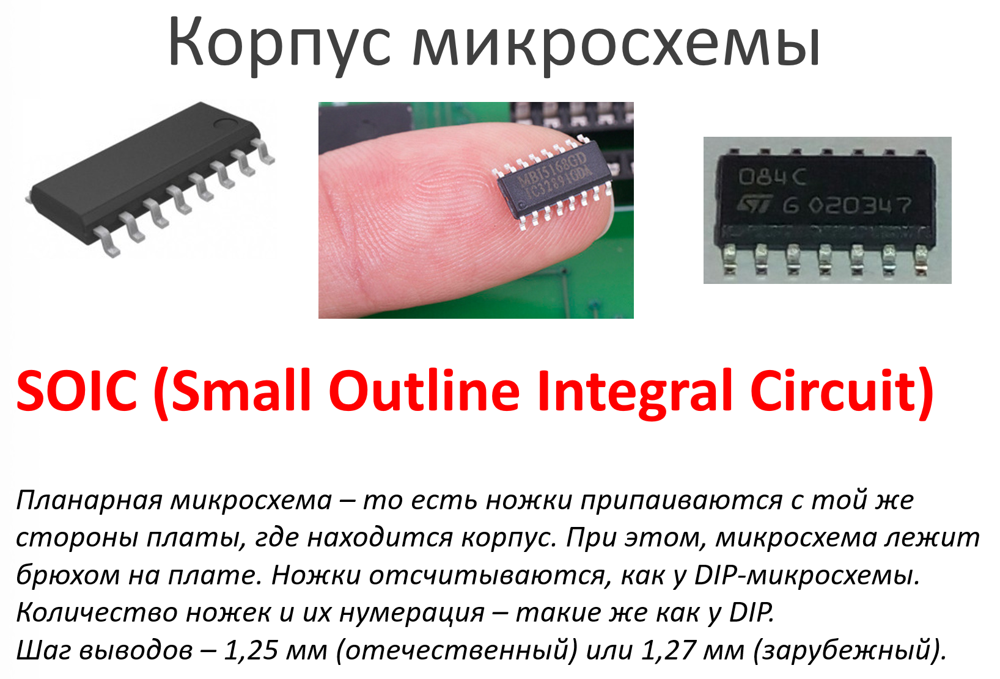 Корпус микросхемы
MBI5168GD
1C32891GDA
084C
ST G 020347
SOIC (Small Outline Integral Circuit)
Планарная микросхема – то есть ножки припаиваются с той же
стороны платы, где находится корпус. При этом, микросхема лежит
брюхом на плате. Ножки отсчитываются, как у DIP-микросхемы.
Количество ножек и их нумерация – такие же как у DIP.
Шаг выводов – 1,25 мм (отечественный) или 1,27 мм (зарубежный).